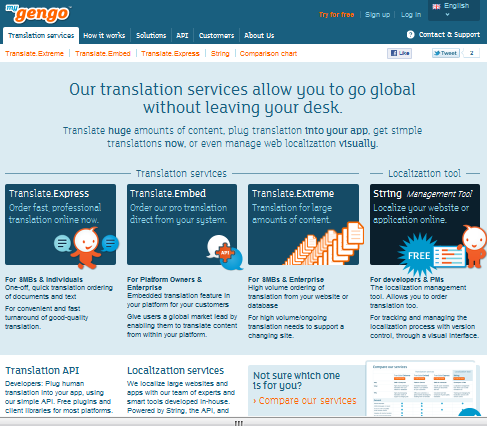 my gengo
Try for free Sign up Log in English
Translation services How it works Solutions API Customers About Us Contact & Support
Translate.Extreme Translate.Embed Translate.Express String Comparison chart Like Tweet 2
Our translation services allow you to go global
without leaving your desk.
Translate huge amounts of content, plug translation into your app, get simple
translations now, or even manage web localization visually.
Translation services
Localization tool
Translate.Express
Order fast, professional
translation online now.
For SMBs & Individuals
One-off, quick translation ordering
of documents and text
For convenient and fast
turnaround of good-quality
translation.
Translate.Embed
Order our pro translation
direct from your system.
API
For Platform Owners &
Enterprise
Embedded translation feature in
your platform for your customers
Give users a global market lead by
enabling them to translate content
from within your platform.
Translate.Extreme
Translation for large
amounts of content.
For SMBs & Enterprise
High volume ordering of
translation from your website or
database
For high volume/ongoing
translation needs to support a
changing site.
String Management Tool
Localize your website or
application online.
FREE
For developers & PMs
The localization management
tool. Allows you to order
translation too.
For tracking and managing the
localization process with version
control, through a visual interface.
Translation API
Developers: Plug human
translation into your app, using
our simple API. Free plugins and
client libraries for most platforms.
Localization services
We localize large websites and
apps with our team of experts and
smart tools developed in-house.
Powered by String, the API, and
Not sure which one
is for you?
› Compare our services
Compare our services